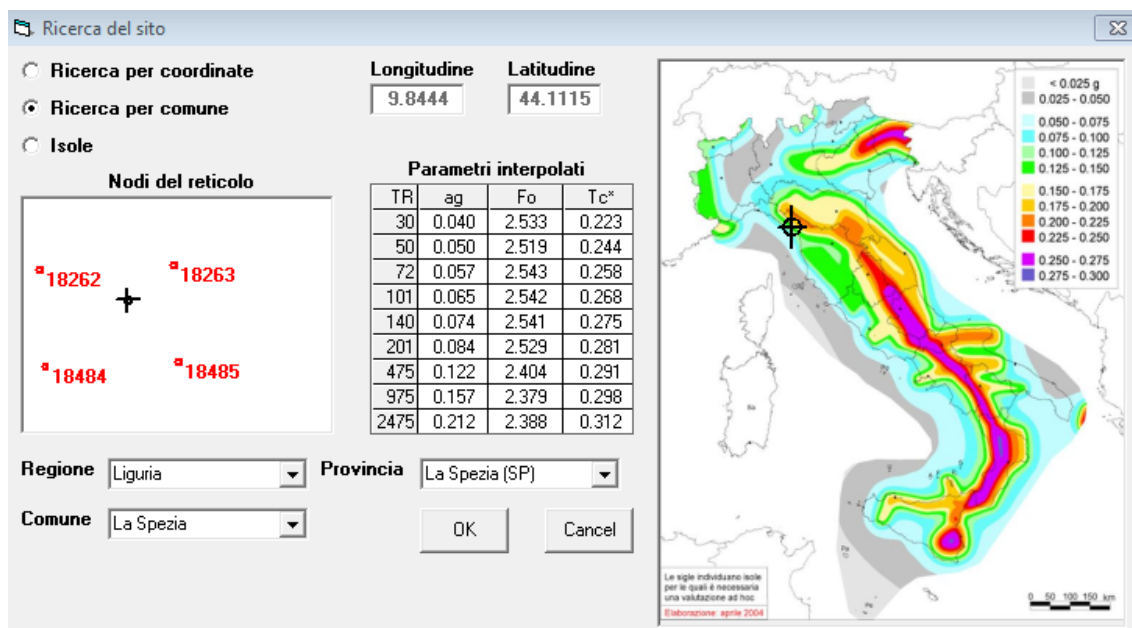 Ricerca del sito
Ricerca per coordinate
Ricerca per comune
Isole
Longitudine Latitudine
9.8444 44.1115
Nodi del reticolo
18262
18263
18484
18485
Parametri interpolati
TR ag Fo Tc*
30 0.040 2.533 0.223
50 0.050 2.519 0.244
72 0.057 2.543 0.258
101 0.065 2.542 0.268
140 0.074 2.541 0.275
201 0.084 2.529 0.281
475 0.122 2.404 0.291
975 0.157 2.379 0.298
2475 0.212 2.388 0.312
Regione Liguria Provincia La Spezia (SP)
Comune La Spezia
OK Cancel
< 0.025 g
0.025 - 0.050
0.050 - 0.075
0.075 - 0.100
0.100 - 0.125
0.125 - 0.150
0.150 - 0.175
0.175 - 0.200
0.200 - 0.225
0.225 - 0.250
0.250 - 0.275
0.275 - 0.300
Le sigle individuano isole
per le quali è necessaria
una valutazione ad hoc
Elaborazione: aprile 2004
0 50 100 150 km